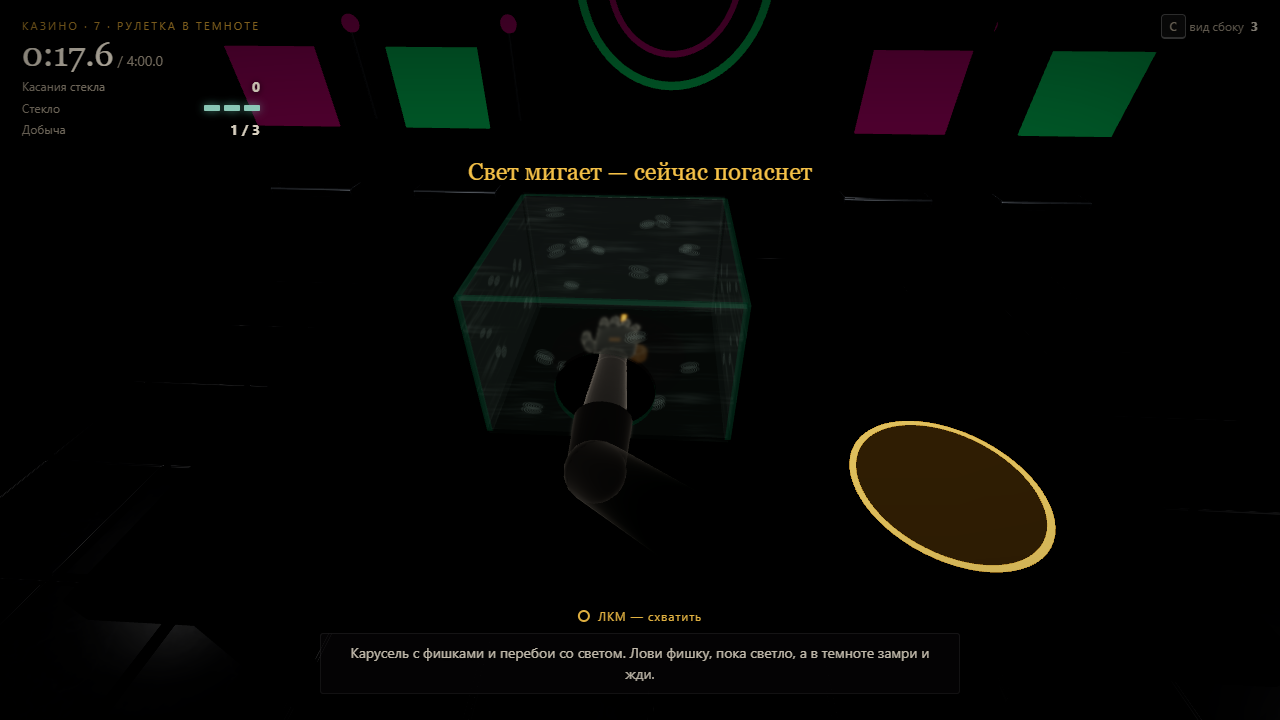 КАЗИНО · 7 · РУЛЕТКА В ТЕМНОТЕ
0:17.6 / 4:00.0
Касания стекла 0
Стекло
Добыча 1 / 3
C вид сбоку 3
Свет мигает — сейчас погаснет
ЛКМ — схватить
Карусель с фишками и перебои со светом. Лови фишку, пока светло, а в темноте замри и
жди.